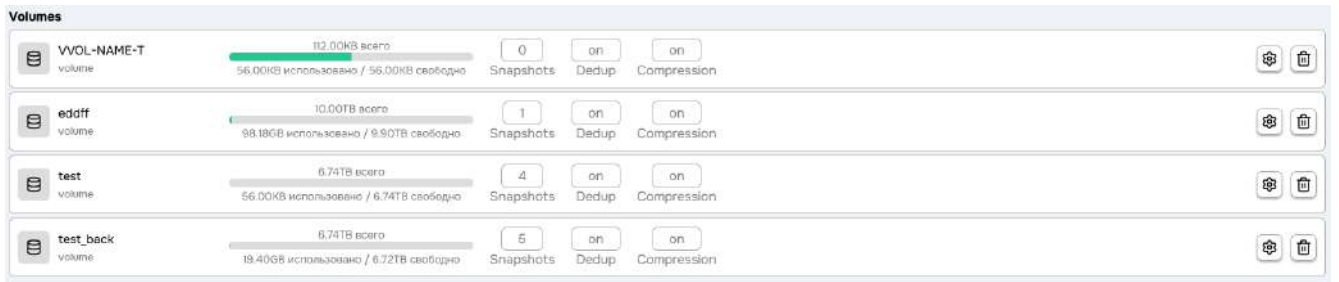 Volumes
VVOL-NAME-T
volume
112.00KB всего
56.00KB использовано / 56.00KB свободно
0 on on
Snapshots Dedup Compression
eddff
volume
10.00TB всего
98.18GB использовано / 9.90TB свободно
1 on on
Snapshots Dedup Compression
test
volume
6.74TB всего
56.00KB использовано / 6.74TB свободно
4 on on
Snapshots Dedup Compression
test_back
volume
6.74TB всего
19.40GB использовано / 6.72TB свободно
5 on on
Snapshots Dedup Compression